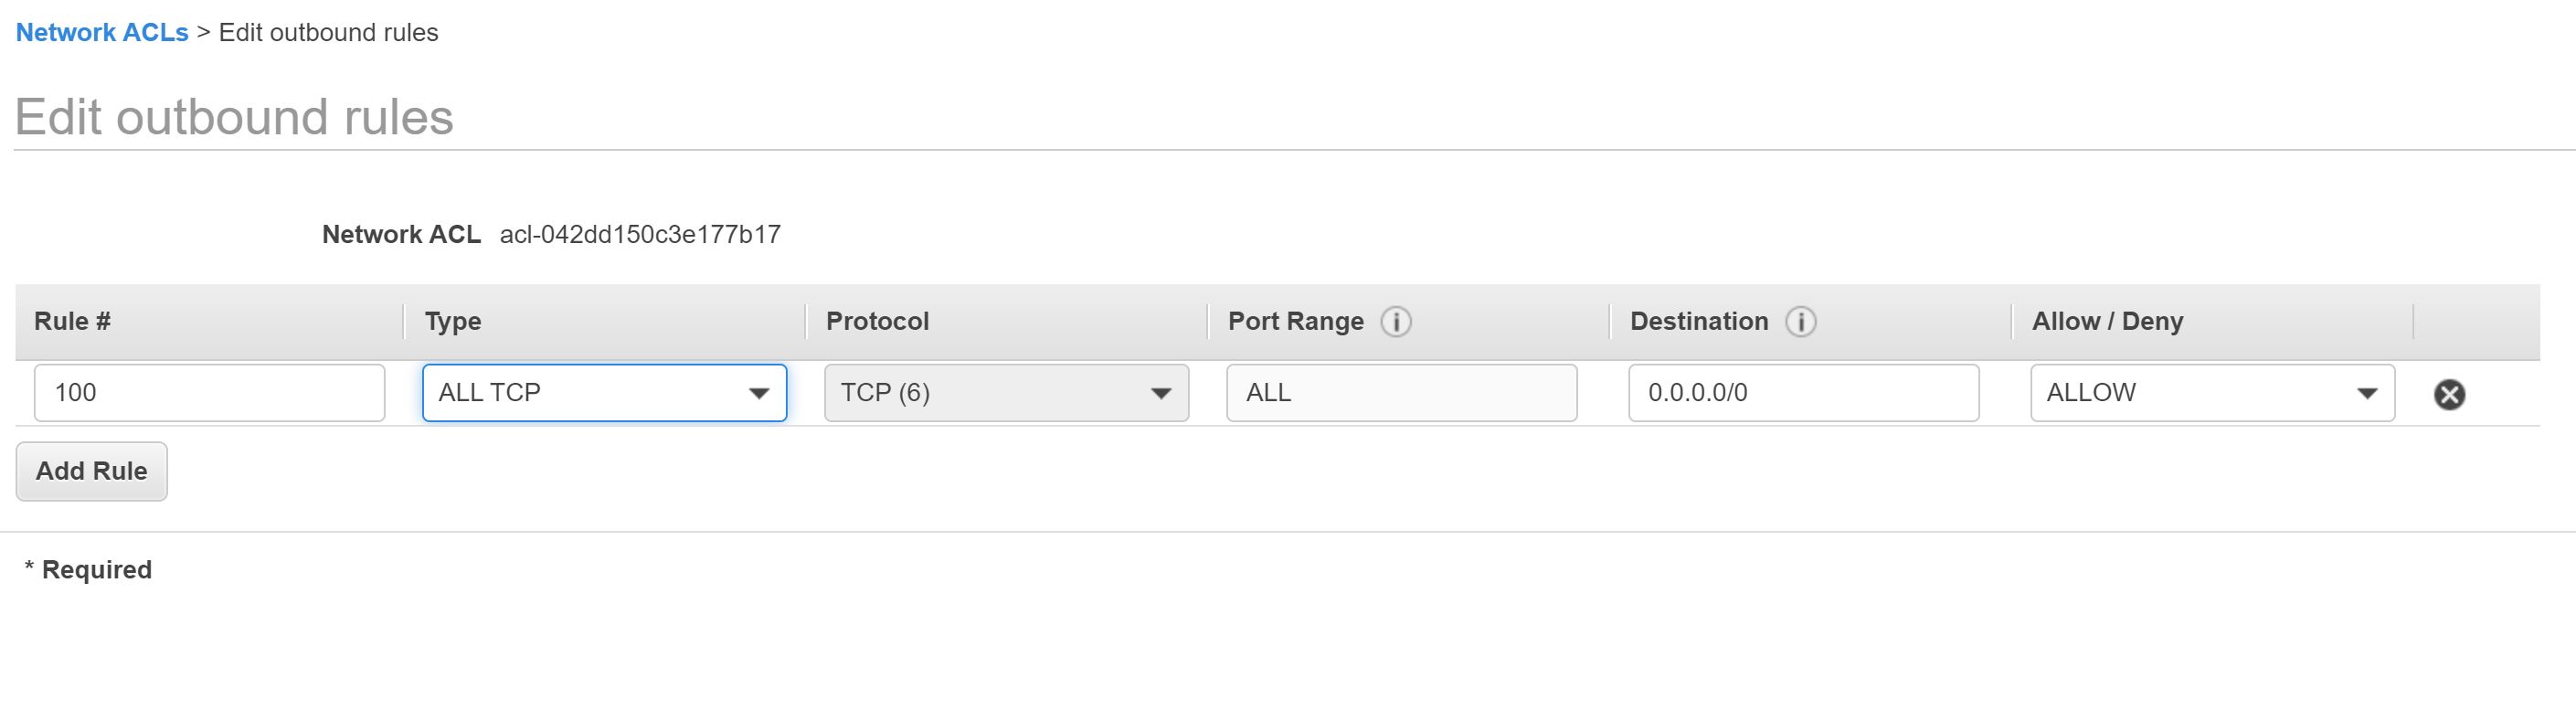 Network ACLs > Edit outbound rules
Edit outbound rules
Network ACL acl-042dd150c3e177b17
Rule # Type Protocol Port Range i Destination i Allow / Deny
100 ALL TCP TCP (6) ALL 0.0.0.0/0 ALLOW
Add Rule
* Required